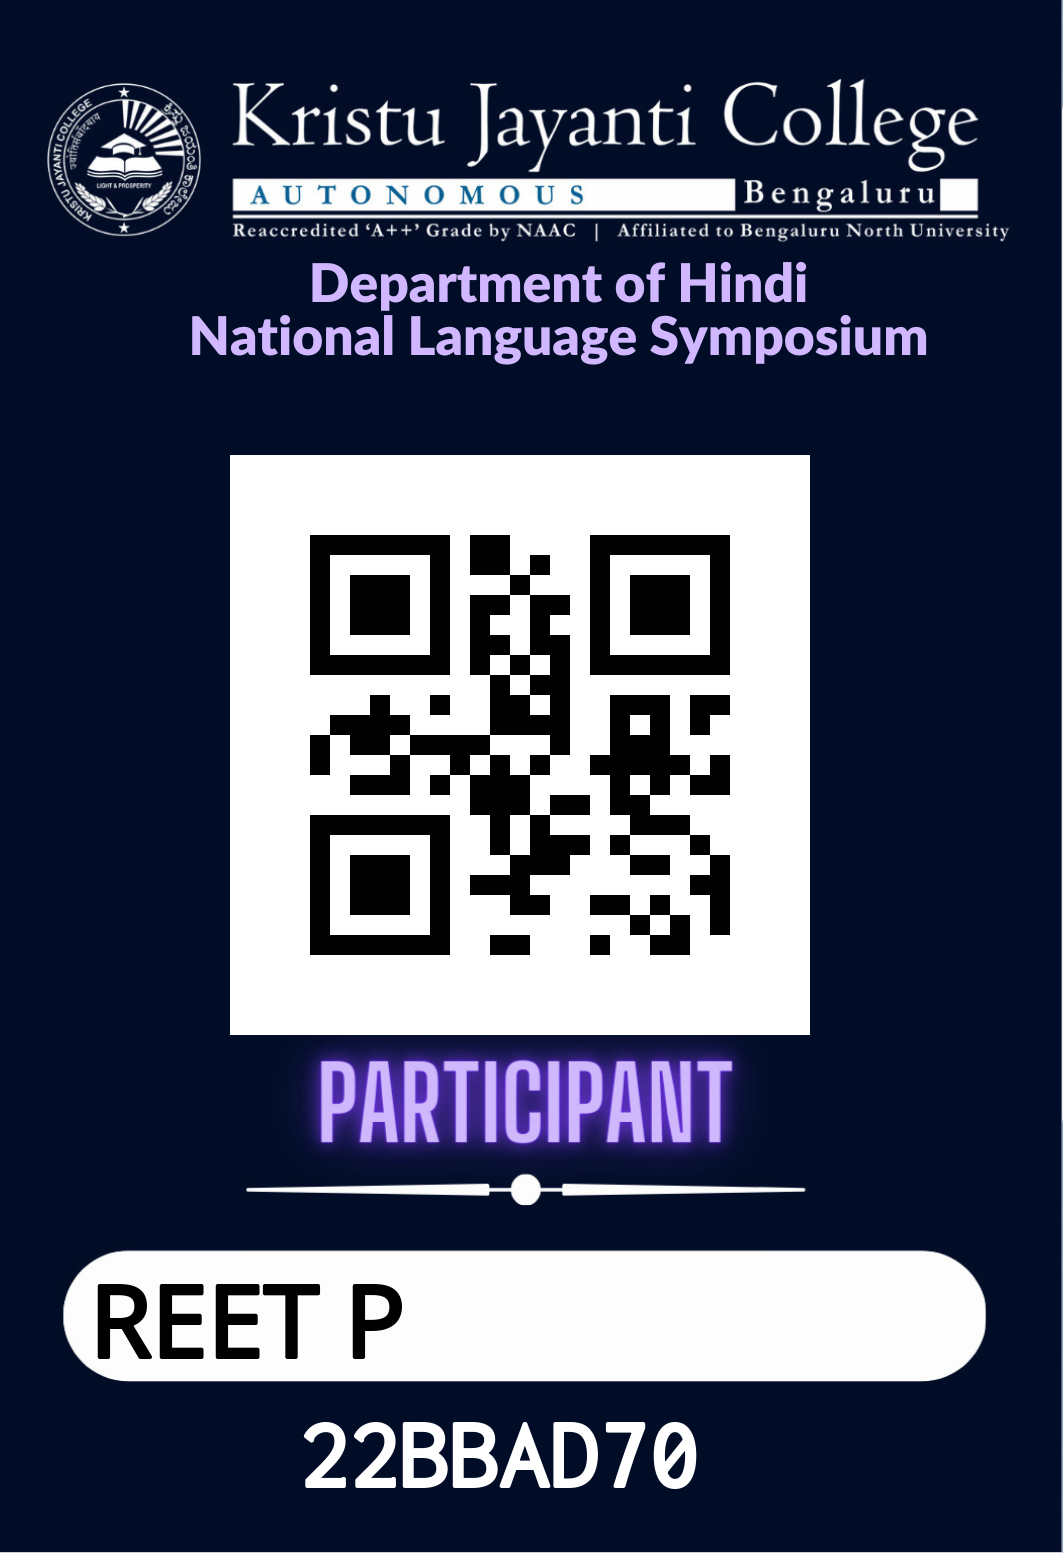 KRISTU JAYANTI COLLEGE
LIGHT & PROSPERITY
Kristu Jayanti College
AUTONOMOUS Bengaluru
Reaccredited ‘A++’ Grade by NAAC | Affiliated to Bengaluru North University
Department of Hindi
National Language Symposium
PARTICIPANT
REET P
22BBAD70